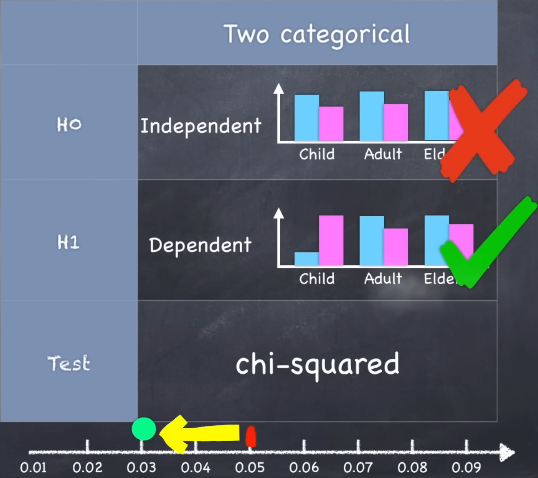 Two categorical
H0
Independent
Child Adult
H1
Dependent
Child Adult Elde
Test
chi-squared
0.01 0.02 0.03 0.04 0.05 0.06 0.07 0.08 0.09